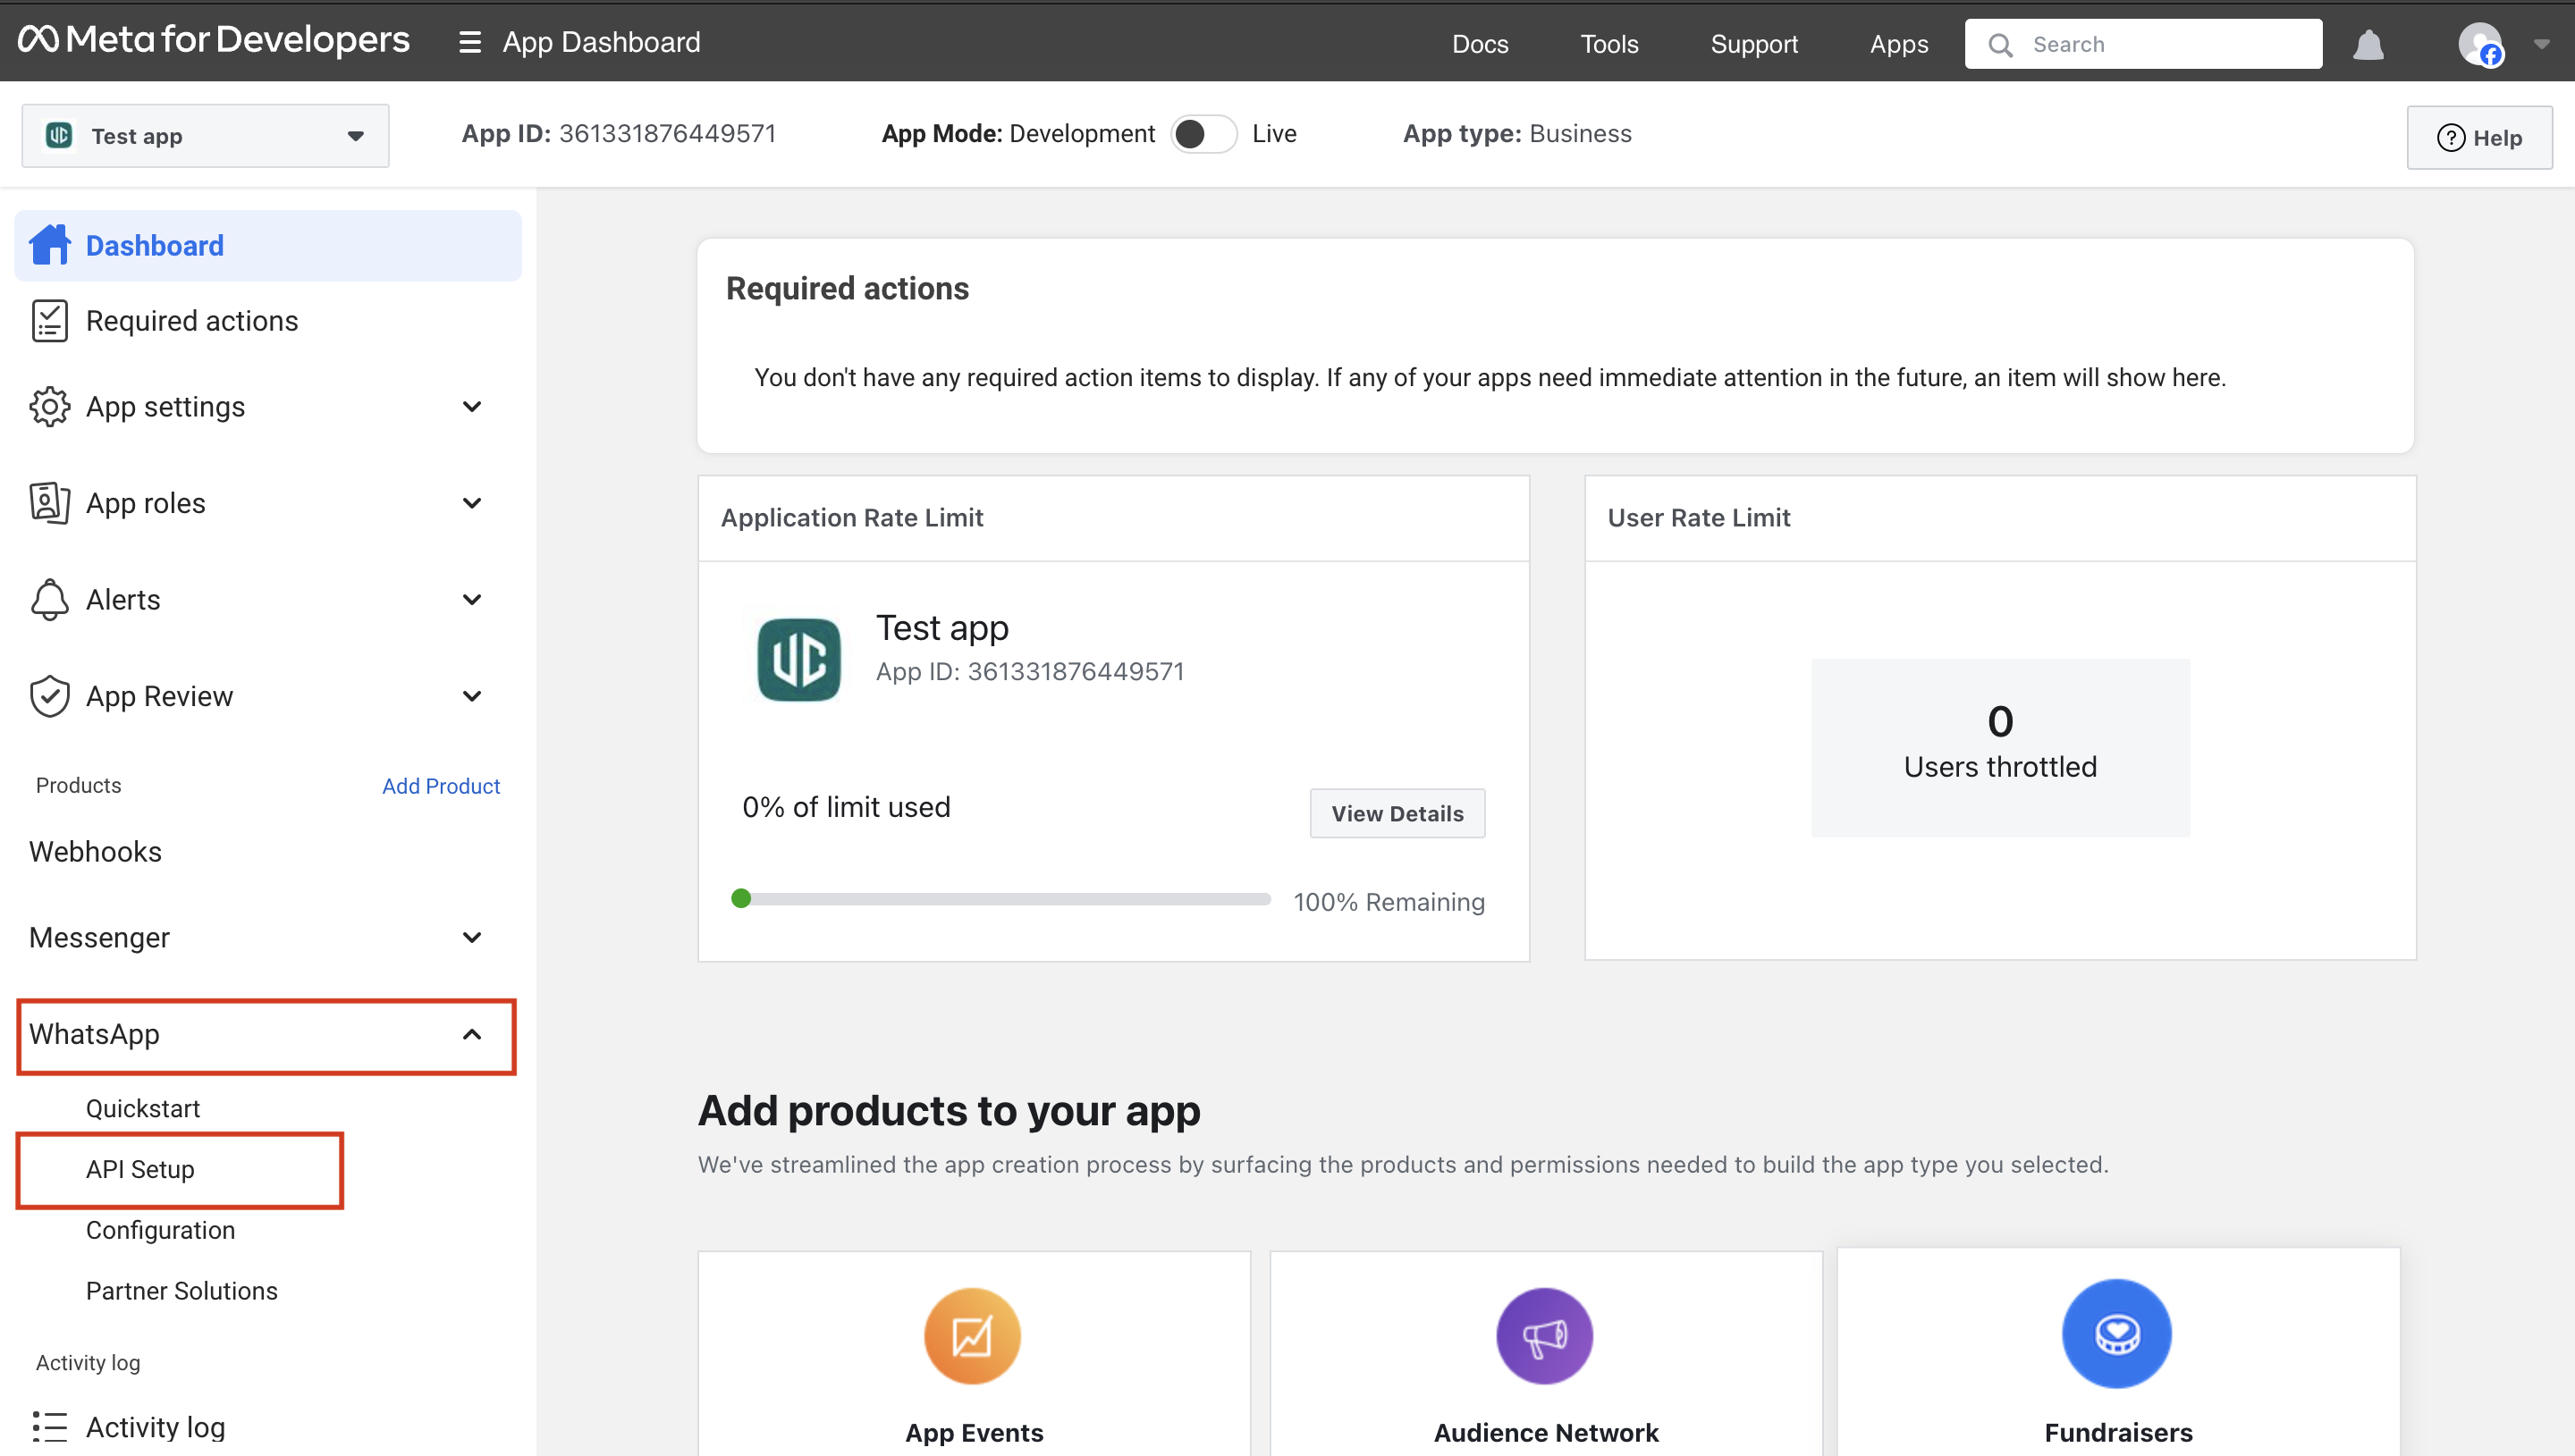 Meta for Developers
App Dashboard
Docs
Tools
Support
Apps
Search
UC
Test app
App ID: 361331876449571
App Mode: Development
Live
App type: Business
? Help
Dashboard
Required actions
App settings
App roles
Alerts
App Review
Products
Add Product
Webhooks
Messenger
WhatsApp
Quickstart
API Setup
Configuration
Partner Solutions
Activity log
Activity log
Required actions
You don't have any required action items to display. If any of your apps need immediate attention in the future, an item will show here.
Application Rate Limit
UC
Test app
App ID: 361331876449571
0% of limit used
View Details
100% Remaining
User Rate Limit
0
Users throttled
Add products to your app
We've streamlined the app creation process by surfacing the products and permissions needed to build the app type you selected.
App Events
Audience Network
Fundraisers